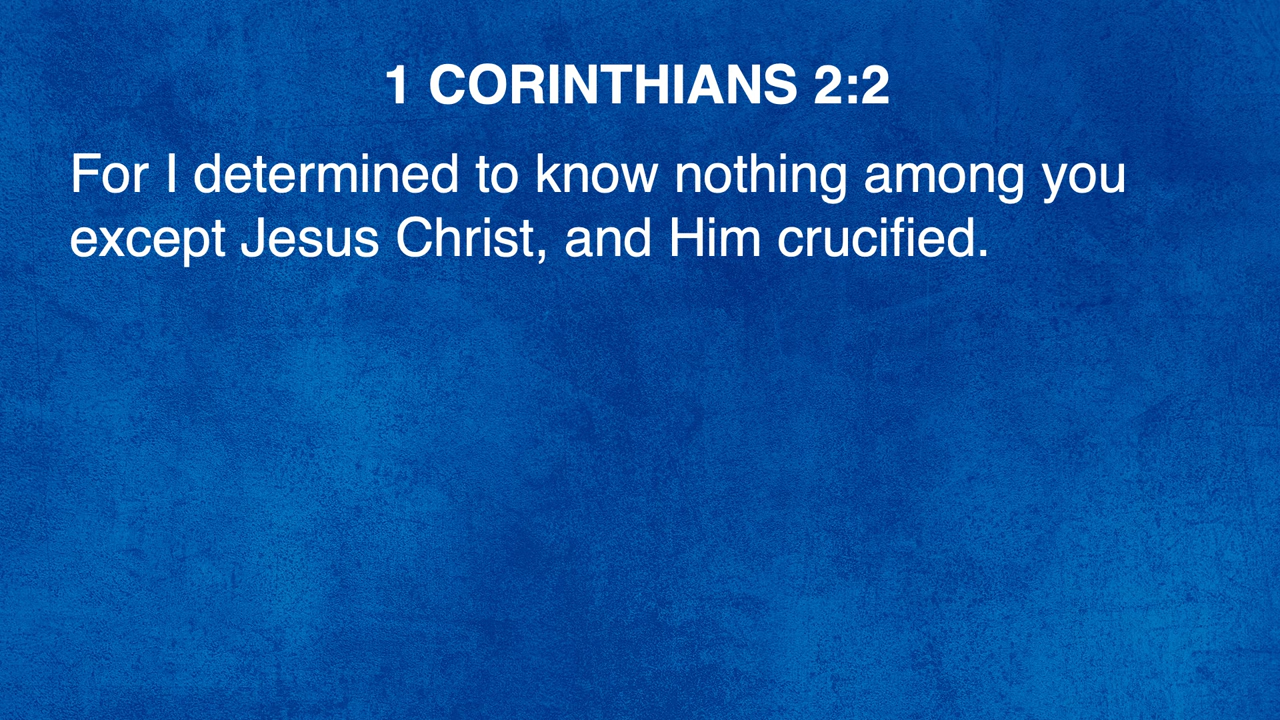 1 CORINTHIANS 2:2
For I determined to know nothing among you
except Jesus Christ, and Him crucified.